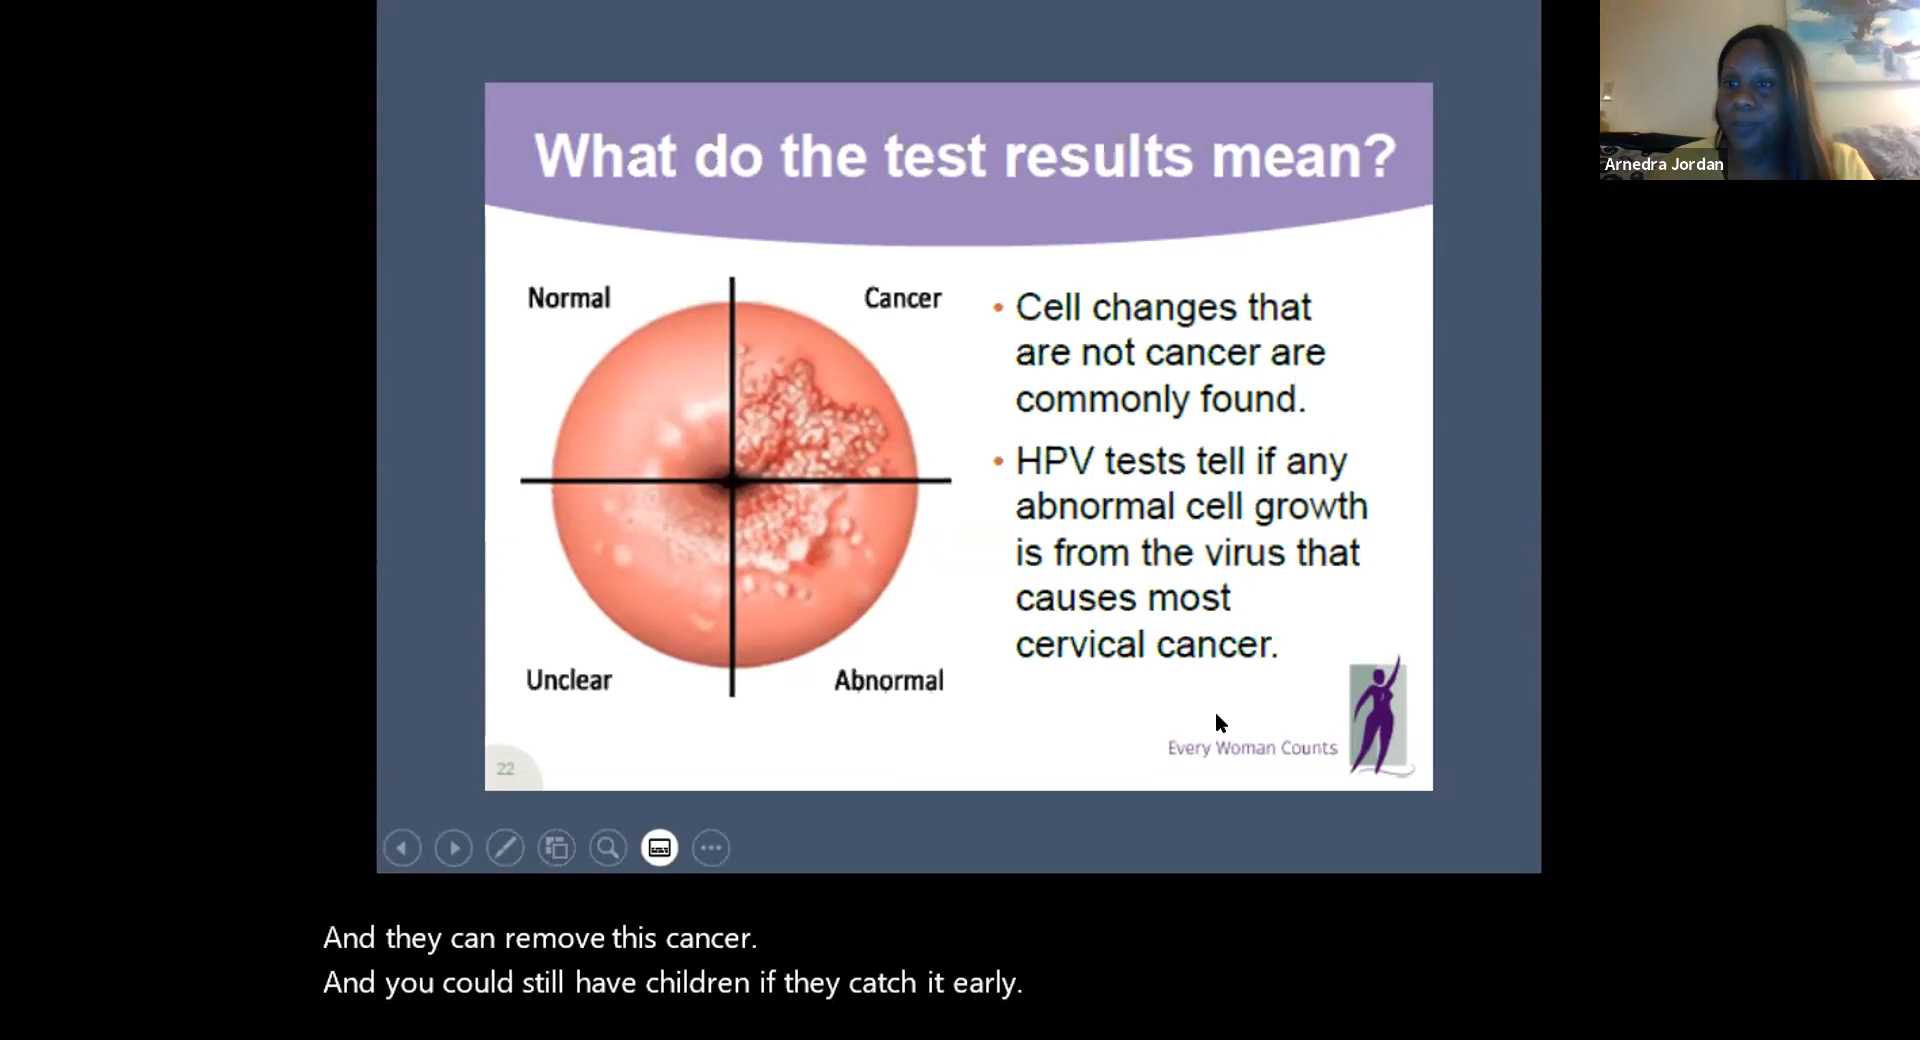 What do the test results mean?
Arnedra Jordan
Normal
Cancer
Unclear
Abnormal
• Cell changes that
are not cancer are
commonly found.
• HPV tests tell if any
abnormal cell growth
is from the virus that
causes most
cervical cancer.
Every Woman Counts
22
And they can remove this cancer.
And you could still have children if they catch it early.